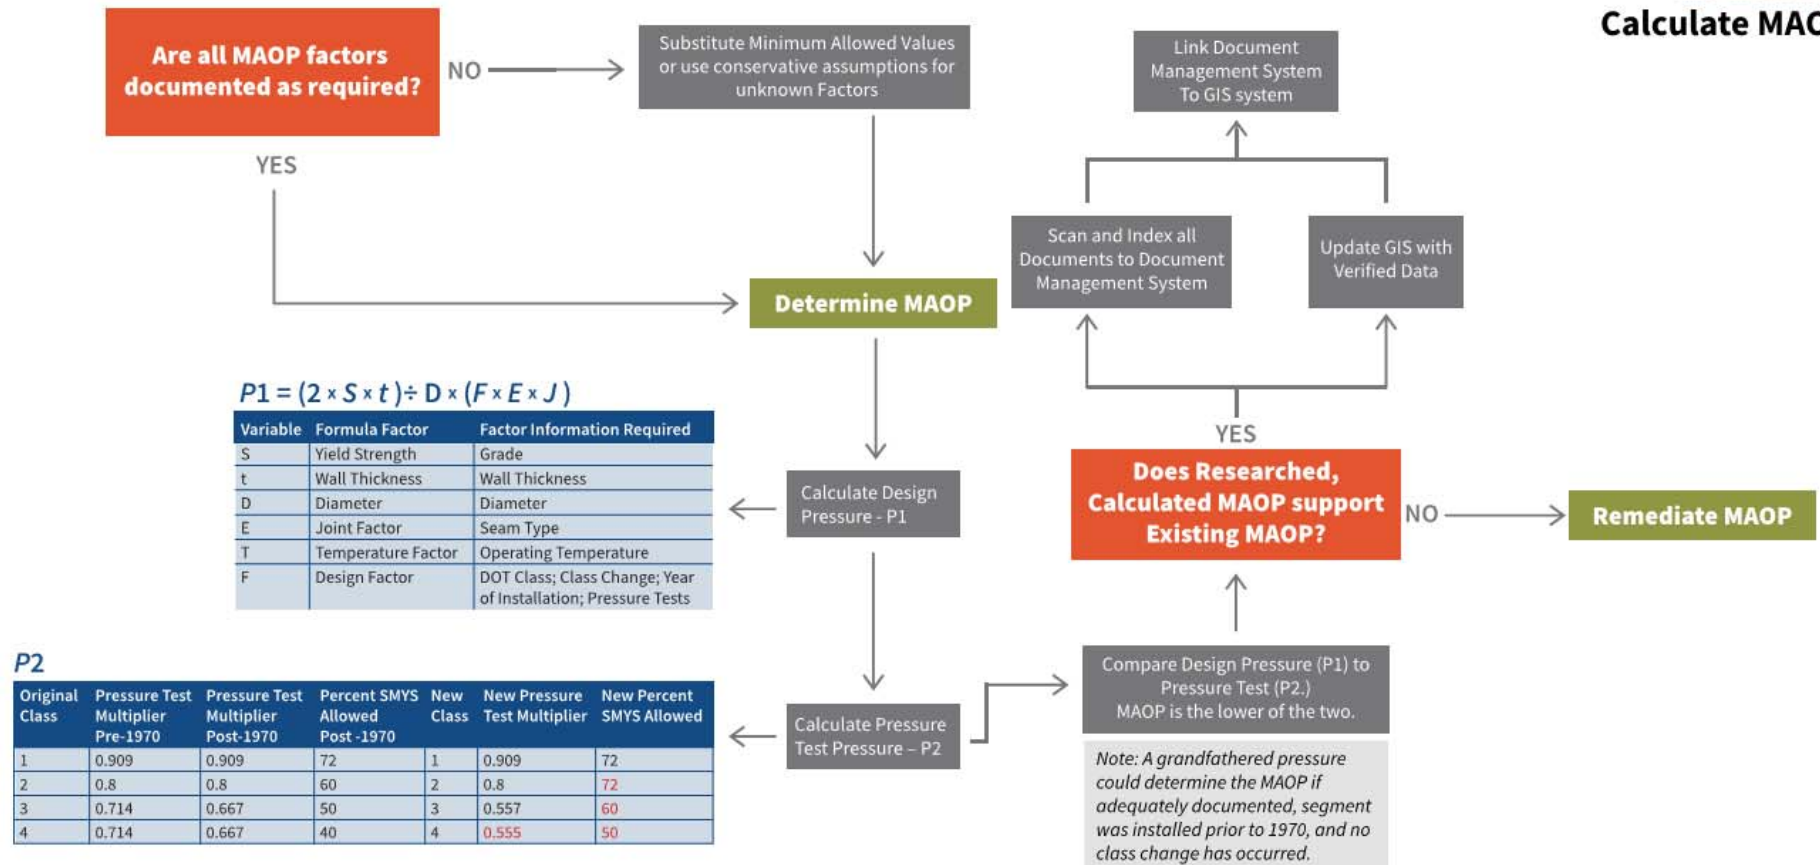 Calculate MAO
Are all MAOP factors
documented as required?
NO
Substitute Minimum Allowed Values
or use conservative assumptions for
unknown Factors
YES
Determine MAOP
Link Document
Management System
To GIS system
Scan and Index all
Documents to Document
Management System
Update GIS with
Verified Data
YES
Does Researched,
Calculated MAOP support
Existing MAOP?
NO
Remediate MAOP
P1 = (2 × S × t ) ÷ D × (F × E × J )
Variable Formula Factor Factor Information Required
S Yield Strength Grade
t Wall Thickness Wall Thickness
D Diameter Diameter
E Joint Factor Seam Type
T Temperature Factor Operating Temperature
F Design Factor DOT Class; Class Change; Year
of Installation; Pressure Tests
Calculate Design
Pressure - P1
P2
Original Pressure Test Pressure Test Percent SMYS New New Pressure New Percent
Class Multiplier Multiplier Allowed Class Test Multiplier SMYS Allowed
Pre-1970 Post-1970 Post -1970
1 0.909 0.909 72 1 0.909 72
2 0.8 0.8 60 2 0.8 72
3 0.714 0.667 50 3 0.557 60
4 0.714 0.667 40 4 0.555 50
Calculate Pressure
Test Pressure – P2
Compare Design Pressure (P1) to
Pressure Test (P2.)
MAOP is the lower of the two.
Note: A grandfathered pressure
could determine the MAOP if
adequately documented, segment
was installed prior to 1970, and no
class change has occurred.